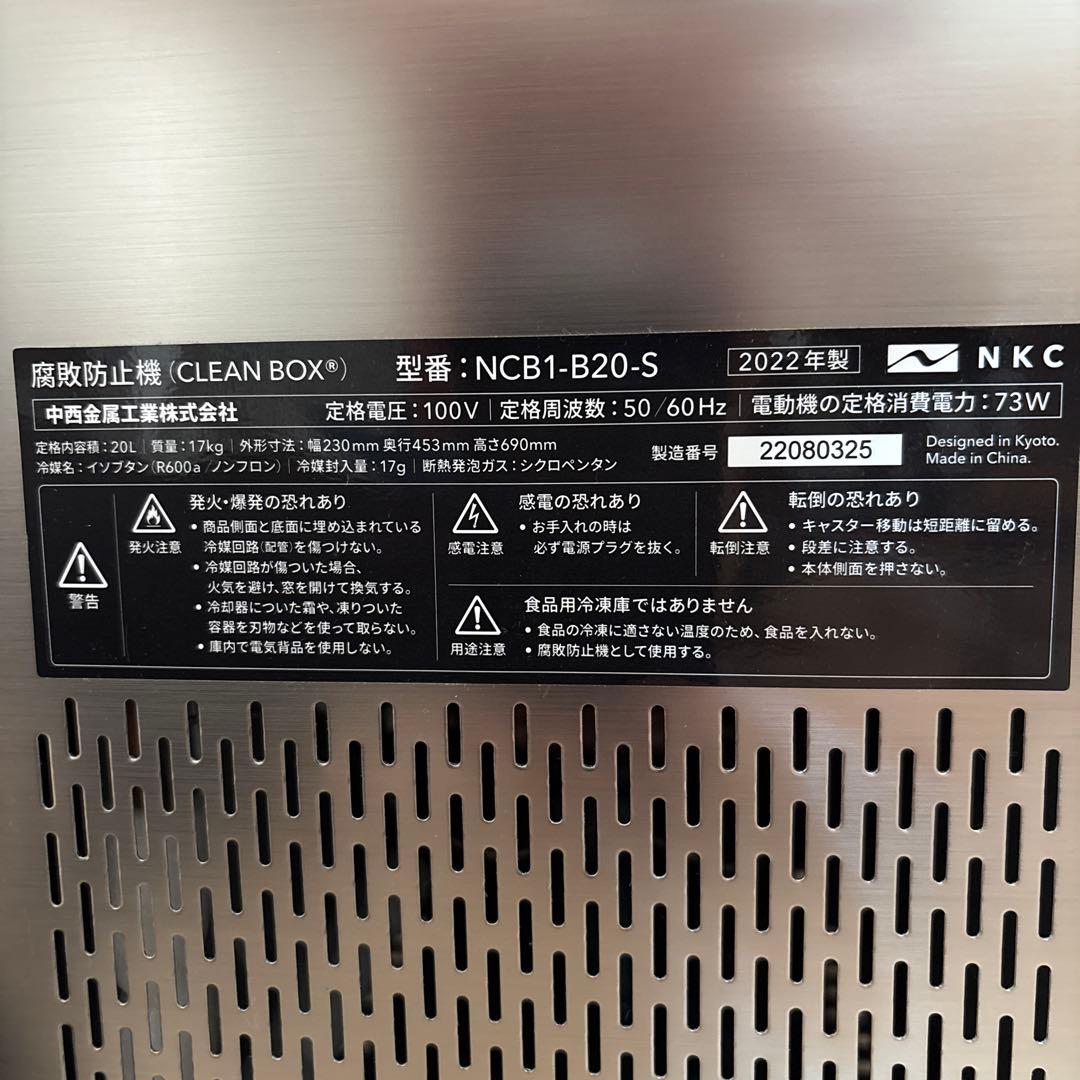 腐敗防止機（CLEAN BOX®） 型番：NCB1-B20-S 2022年製 NKC
中西金属工業株式会社 定格電圧：100V｜定格周波数：50/60Hz｜電動機の定格消費電力：73W
定格内容積：20L｜質量：17kg｜外形寸法：幅230mm 奥行453mm 高さ690mm
冷媒名：イソブタン（R600a/ノンフロン）｜冷媒封入量：17g｜断熱発泡ガス：シクロペンタン
製造番号 22080325
Designed in Kyoto.
Made in China.
警告
発火注意
発火・爆発の恐れあり
• 商品側面と底面に埋め込まれている
冷媒回路（配管）を傷つけない。
• 冷媒回路が傷ついた場合、
火気を避け、窓を開けて換気する。
• 冷却器についた霜や、凍りついた
容器を刃物などを使って取らない。
• 庫内で電気背品を使用しない。
感電注意
感電の恐れあり
• お手入れの時は
必ず電源プラグを抜く。
転倒注意
転倒の恐れあり
• キャスター移動は短距離に留める。
• 段差に注意する。
• 本体側面を押さない。
用途注意
食品用冷凍庫ではありません
• 食品の冷凍に適さない温度のため、食品を入れない。
• 腐敗防止機として使用する。